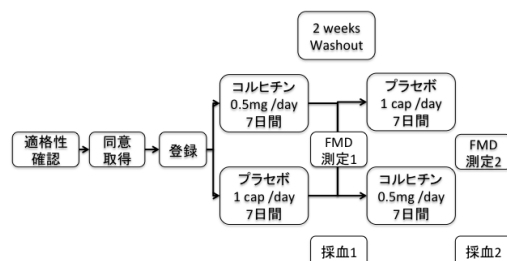 2 weeks
Washout
コルヒチン
0.5mg /day
7日間
プラセボ
1 cap /day
7日間
適格性
確認
同意
取得
登録
FMD
測定1
FMD
測定2
プラセボ
1 cap /day
7日間
コルヒチン
0.5mg /day
7日間
採血1
採血2